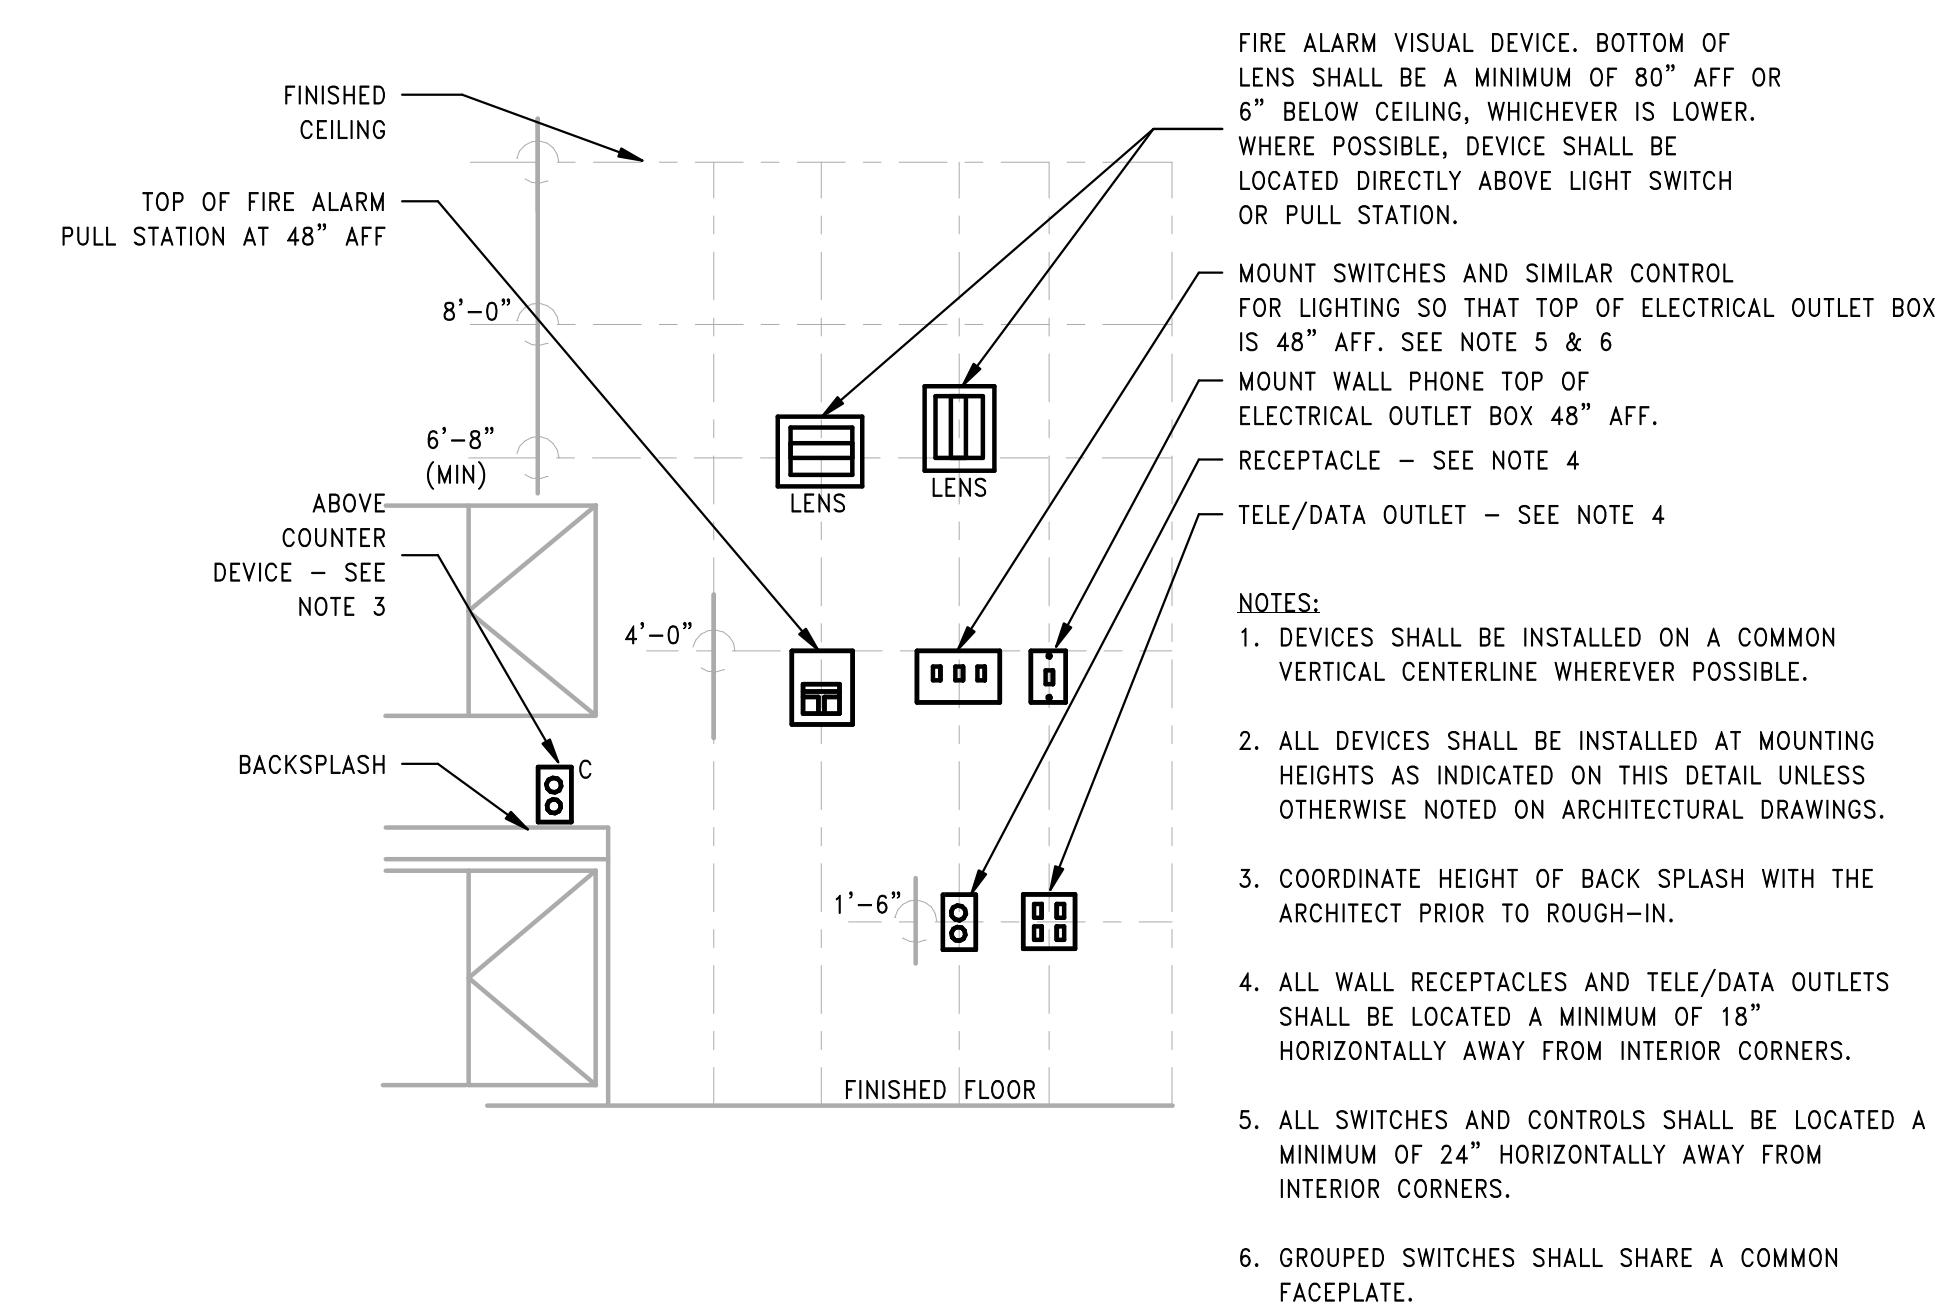 FINISHED
CEILING
TOP OF FIRE ALARM
PULL STATION AT 48” AFF
8’-0”
6’-8”
(MIN)
ABOVE
COUNTER
DEVICE – SEE
NOTE 3
BACKSPLASH
C
4’-0”
1’-6”
LENS
LENS
FINISHED FLOOR
FIRE ALARM VISUAL DEVICE. BOTTOM OF
LENS SHALL BE A MINIMUM OF 80” AFF OR
6” BELOW CEILING, WHICHEVER IS LOWER.
WHERE POSSIBLE, DEVICE SHALL BE
LOCATED DIRECTLY ABOVE LIGHT SWITCH
OR PULL STATION.
MOUNT SWITCHES AND SIMILAR CONTROL
FOR LIGHTING SO THAT TOP OF ELECTRICAL OUTLET BOX
IS 48” AFF. SEE NOTE 5 & 6
MOUNT WALL PHONE TOP OF
ELECTRICAL OUTLET BOX 48” AFF.
RECEPTACLE – SEE NOTE 4
TELE/DATA OUTLET – SEE NOTE 4
NOTES:
1. DEVICES SHALL BE INSTALLED ON A COMMON
VERTICAL CENTERLINE WHEREVER POSSIBLE.
2. ALL DEVICES SHALL BE INSTALLED AT MOUNTING
HEIGHTS AS INDICATED ON THIS DETAIL UNLESS
OTHERWISE NOTED ON ARCHITECTURAL DRAWINGS.
3. COORDINATE HEIGHT OF BACK SPLASH WITH THE
ARCHITECT PRIOR TO ROUGH–IN.
4. ALL WALL RECEPTACLES AND TELE/DATA OUTLETS
SHALL BE LOCATED A MINIMUM OF 18”
HORIZONTALLY AWAY FROM INTERIOR CORNERS.
5. ALL SWITCHES AND CONTROLS SHALL BE LOCATED A
MINIMUM OF 24” HORIZONTALLY AWAY FROM
INTERIOR CORNERS.
6. GROUPED SWITCHES SHALL SHARE A COMMON
FACEPLATE.